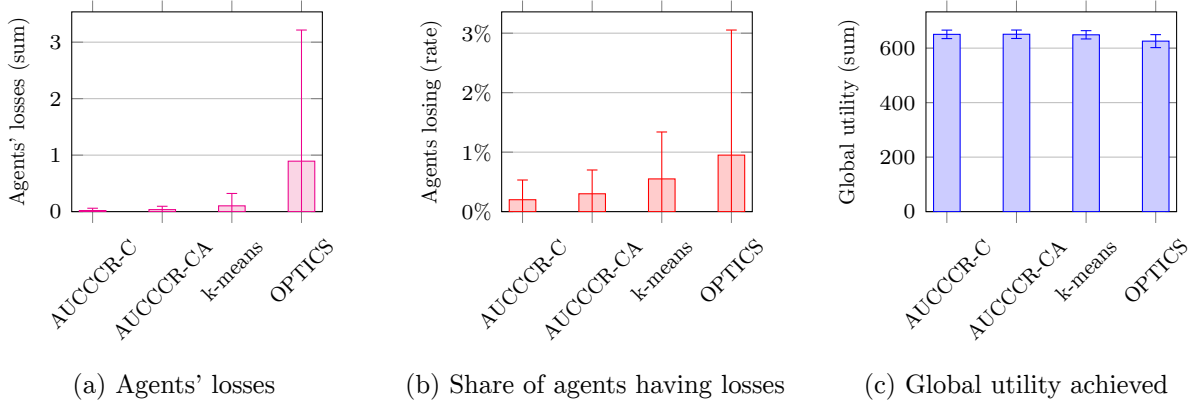 Agents' losses (sum)
3
2
1
0
AUCCCR-C
AUCCCR-CA
k-means
OPTICS
(a) Agents' losses
Agents losing (rate)
3%
2%
1%
0%
AUCCCR-C
AUCCCR-CA
k-means
OPTICS
(b) Share of agents having losses
Global utility (sum)
600
400
200
0
AUCCCR-C
AUCCCR-CA
k-means
OPTICS
(c) Global utility achieved